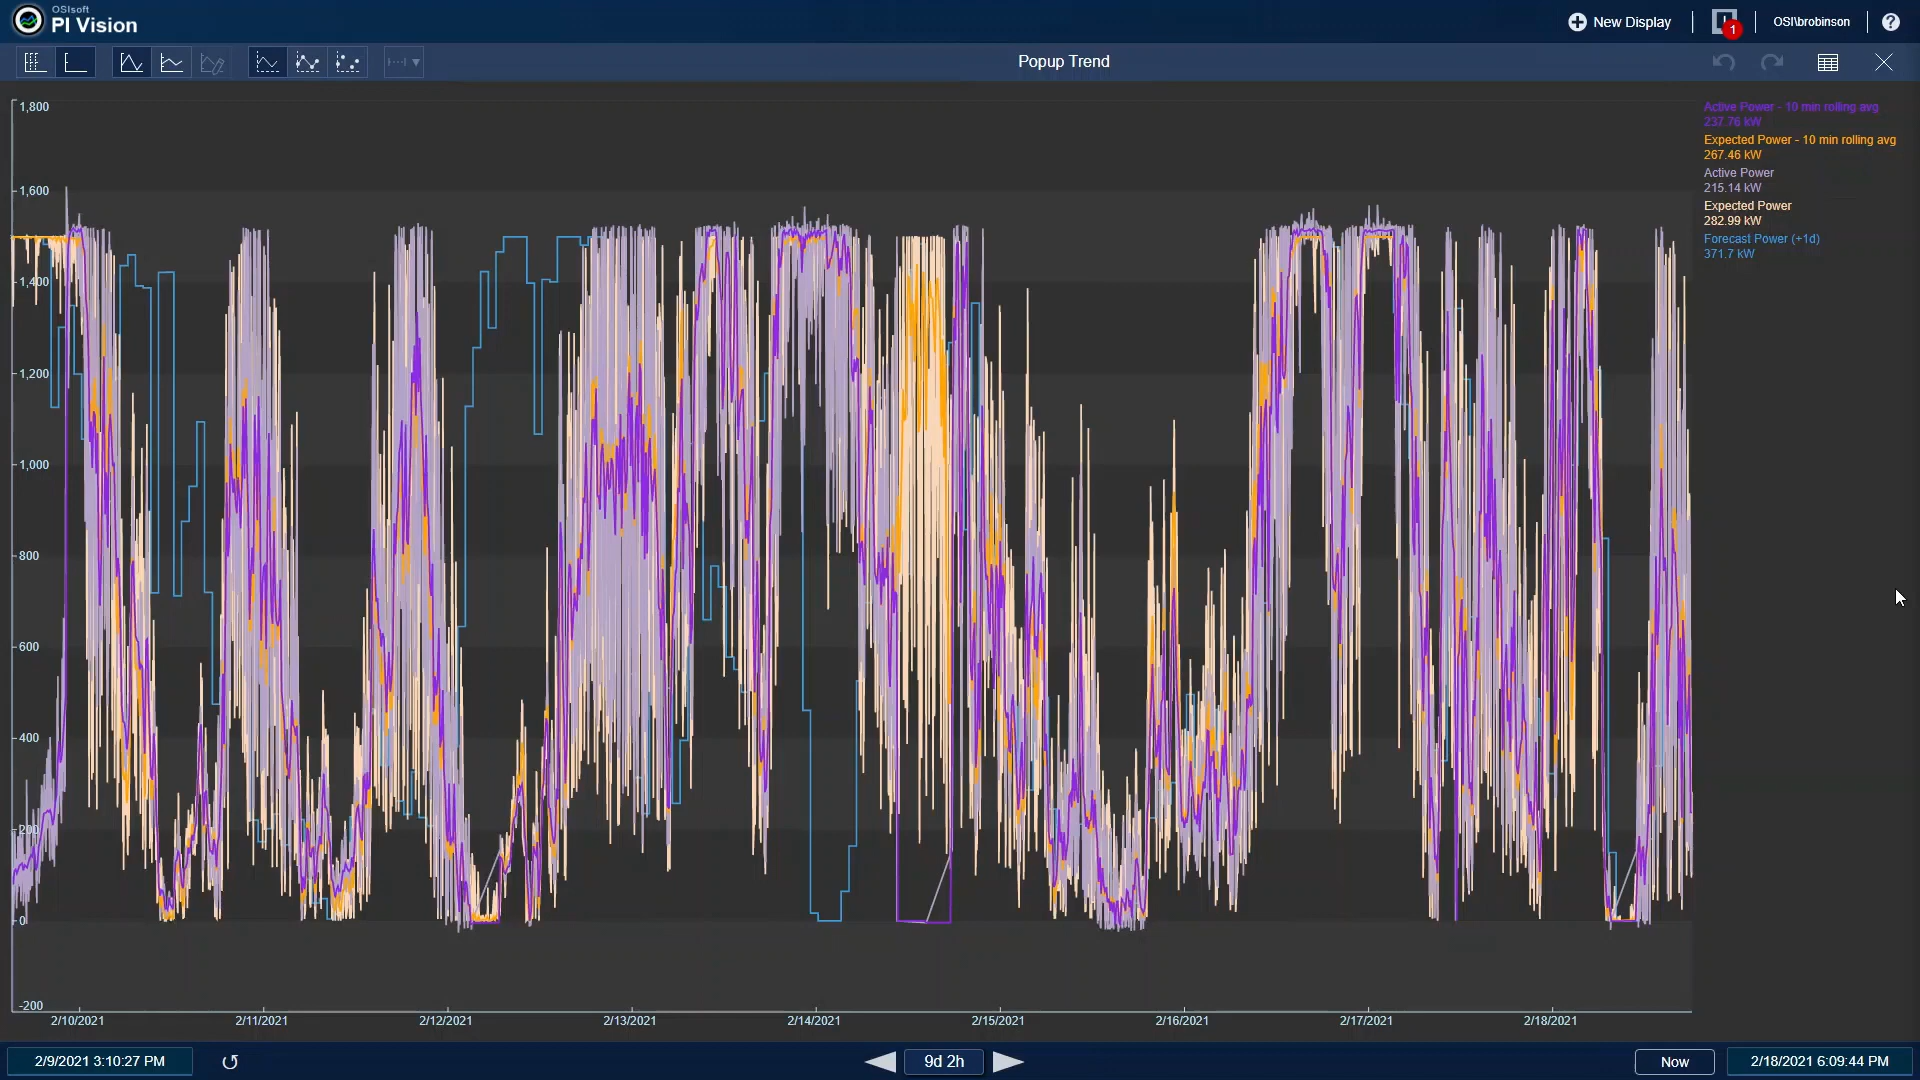 OSIsoft
PI Vision
New Display
1
OSI\brobinson
?
Popup Trend
1,800
1,600
1,400
1,200
1,000
800
600
400
200
0
-200
Active Power - 10 min rolling avg
237.76 kW
Expected Power - 10 min rolling avg
267.46 kW
Active Power
215.14 kW
Expected Power
282.99 kW
Forecast Power (+1d)
371.7 kW
2/10/2021
2/11/2021
2/12/2021
2/13/2021
2/14/2021
2/15/2021
2/16/2021
2/17/2021
2/18/2021
2/9/2021 3:10:27 PM
9d 2h
Now
2/18/2021 6:09:44 PM